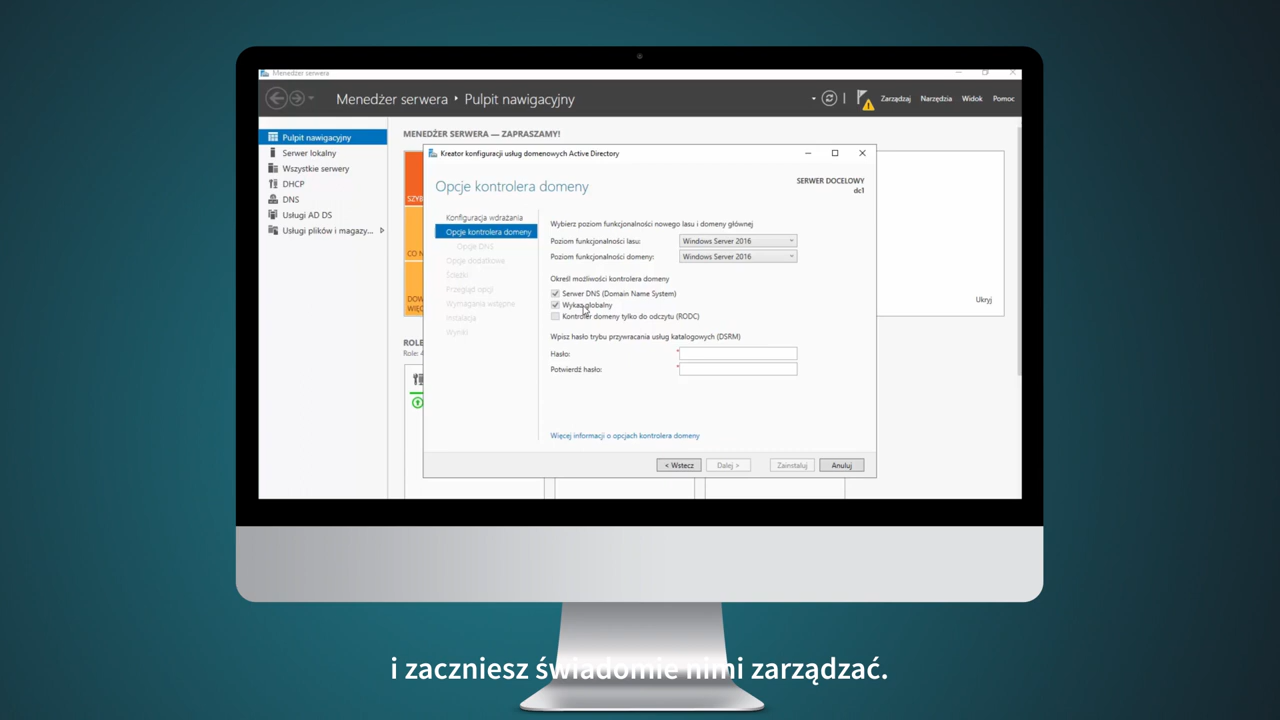 Menedżer serwera
Menedżer serwera ‣ Pulpit nawigacyjny
Zarządzaj Narzędzia Widok Pomoc
Pulpit nawigacyjny
Serwer lokalny
Wszystkie serwery
DHCP
DNS
Usługi AD DS
Usługi plików i magazy...
MENEDŻER SERWERA — ZAPRASZAMY!
SZYB
CO N
DOW
WIĘC
Ukryj
ROLE
Role: 4
Kreator konfiguracji usług domenowych Active Directory
Opcje kontrolera domeny
SERWER DOCELOWY
dc1
Konfiguracja wdrażania
Opcje kontrolera domeny
Opcje DNS
Opcje dodatkowe
Ścieżki
Przegląd opcji
Wymagania wstępne
Instalacja
Wyniki
Wybierz poziom funkcjonalności nowego lasu i domeny głównej
Poziom funkcjonalności lasu: Windows Server 2016
Poziom funkcjonalności domeny: Windows Server 2016
Określ możliwości kontrolera domeny
Serwer DNS (Domain Name System)
Wykaz globalny
Kontroler domeny tylko do odczytu (RODC)
Wpisz hasło trybu przywracania usług katalogowych (DSRM)
Hasło: *
Potwierdź hasło: *
Więcej informacji o opcjach kontrolera domeny
< Wstecz Dalej > Zainstaluj Anuluj
i zaczniesz świadomie nimi zarządzać.